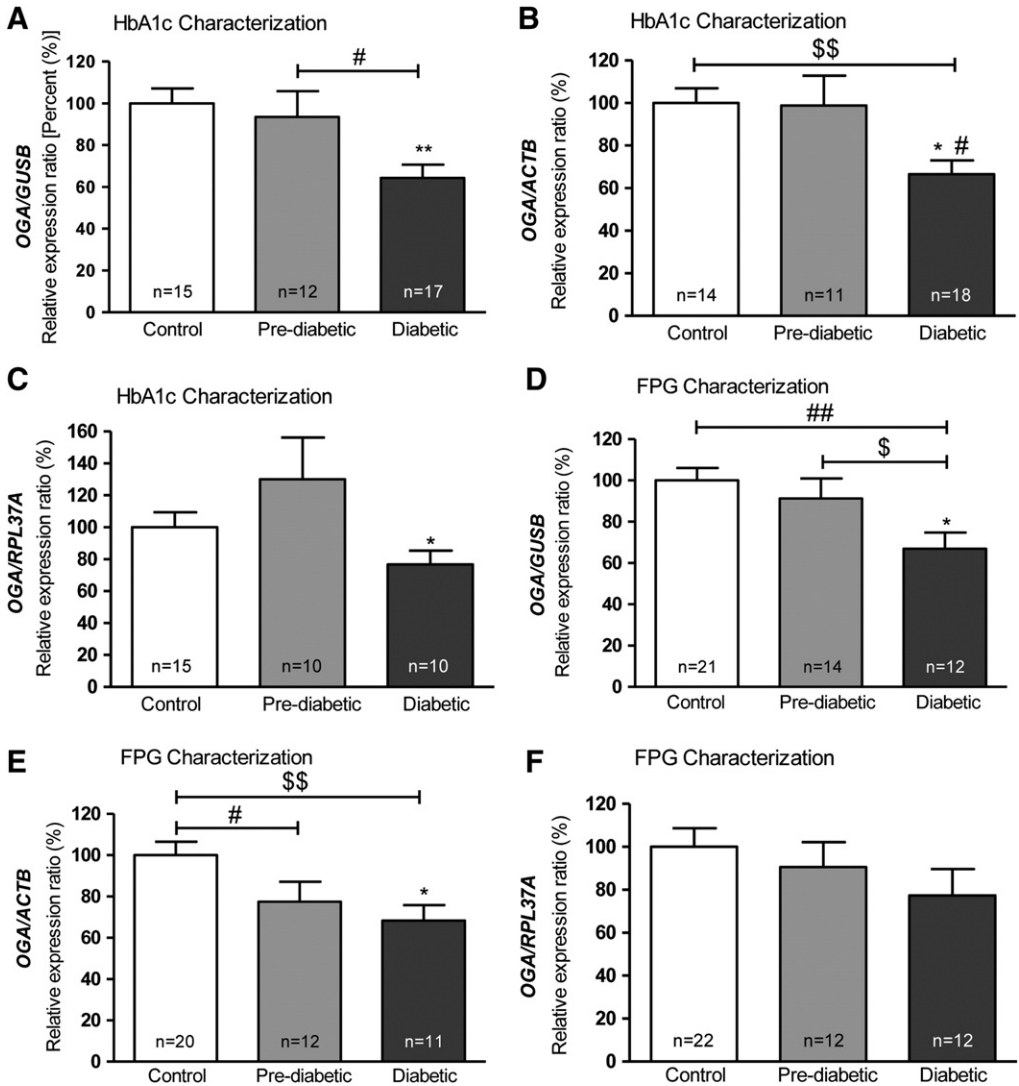 A
HbA1c Characterization
#
OGA/GUSB
Relative expression ratio [Percent (%)]
120
100
80
60
40
20
0
**
n=15
n=12
n=17
Control
Pre-diabetic
Diabetic
B
HbA1c Characterization
$$
OGA/ACTB
Relative expression ratio (%)
120
100
80
60
40
20
0
* #
n=14
n=11
n=18
Control
Pre-diabetic
Diabetic
C
HbA1c Characterization
OGA/RPL37A
Relative expression ratio (%)
160
140
120
100
80
60
40
20
0
*
n=15
n=10
n=10
Control
Pre-diabetic
Diabetic
D
FPG Characterization
##
$
OGA/GUSB
Relative expression ratio (%)
120
100
80
60
40
20
0
*
n=21
n=14
n=12
Control
Pre-diabetic
Diabetic
E
FPG Characterization
$$
#
OGA/ACTB
Relative expression ratio (%)
120
100
80
60
40
20
0
*
n=20
n=12
n=11
Control
Pre-diabetic
Diabetic
F
FPG Characterization
OGA/RPL37A
Relative expression ratio (%)
120
100
80
60
40
20
0
n=22
n=12
n=12
Control
Pre-diabetic
Diabetic